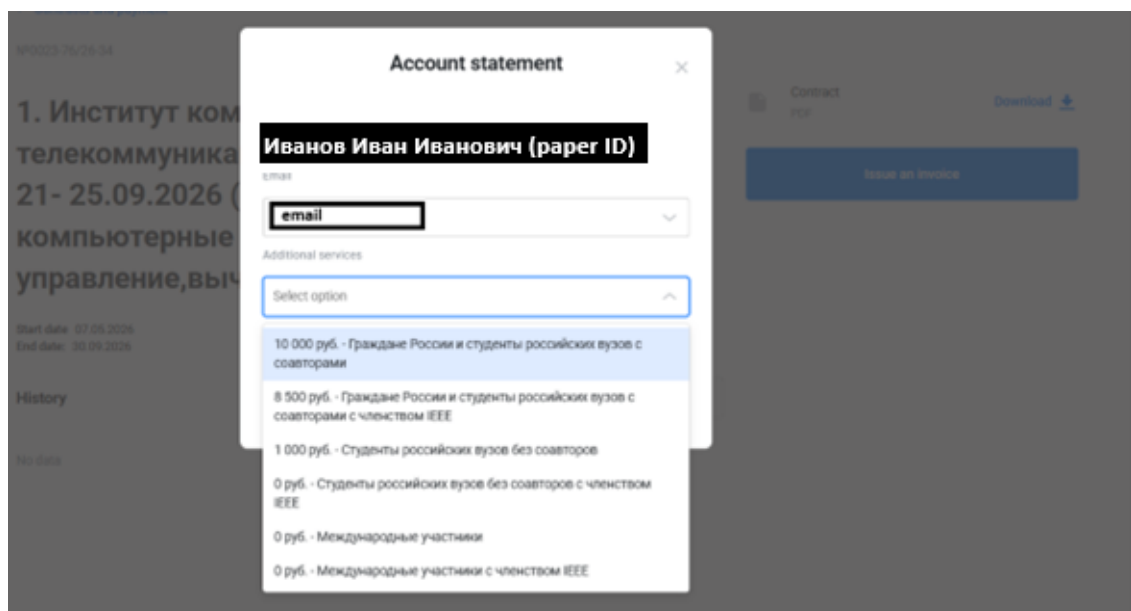 №0023-75/26-34
Account statement
1. Институт ком
телекоммуника
21- 25.09.2026 (
компьютерные
управление,выч
Start date: 07.05.2026
End date: 30.09.2026
History
No data
Иванов Иван Иванович (paper ID)
Email
email
Additional services
Select option
10 000 руб. - Граждане России и студенты российских вузов с
соавторами
8 500 руб. - Граждане России и студенты российских вузов с
соавторами с членством IEEE
1 000 руб. - Студенты российских вузов без соавторов
0 руб. - Студенты российских вузов без соавторов с членством
IEEE
0 руб. - Международные участники
0 руб. - Международные участники с членством IEEE
Contract
PDF
Download
Issue an invoice